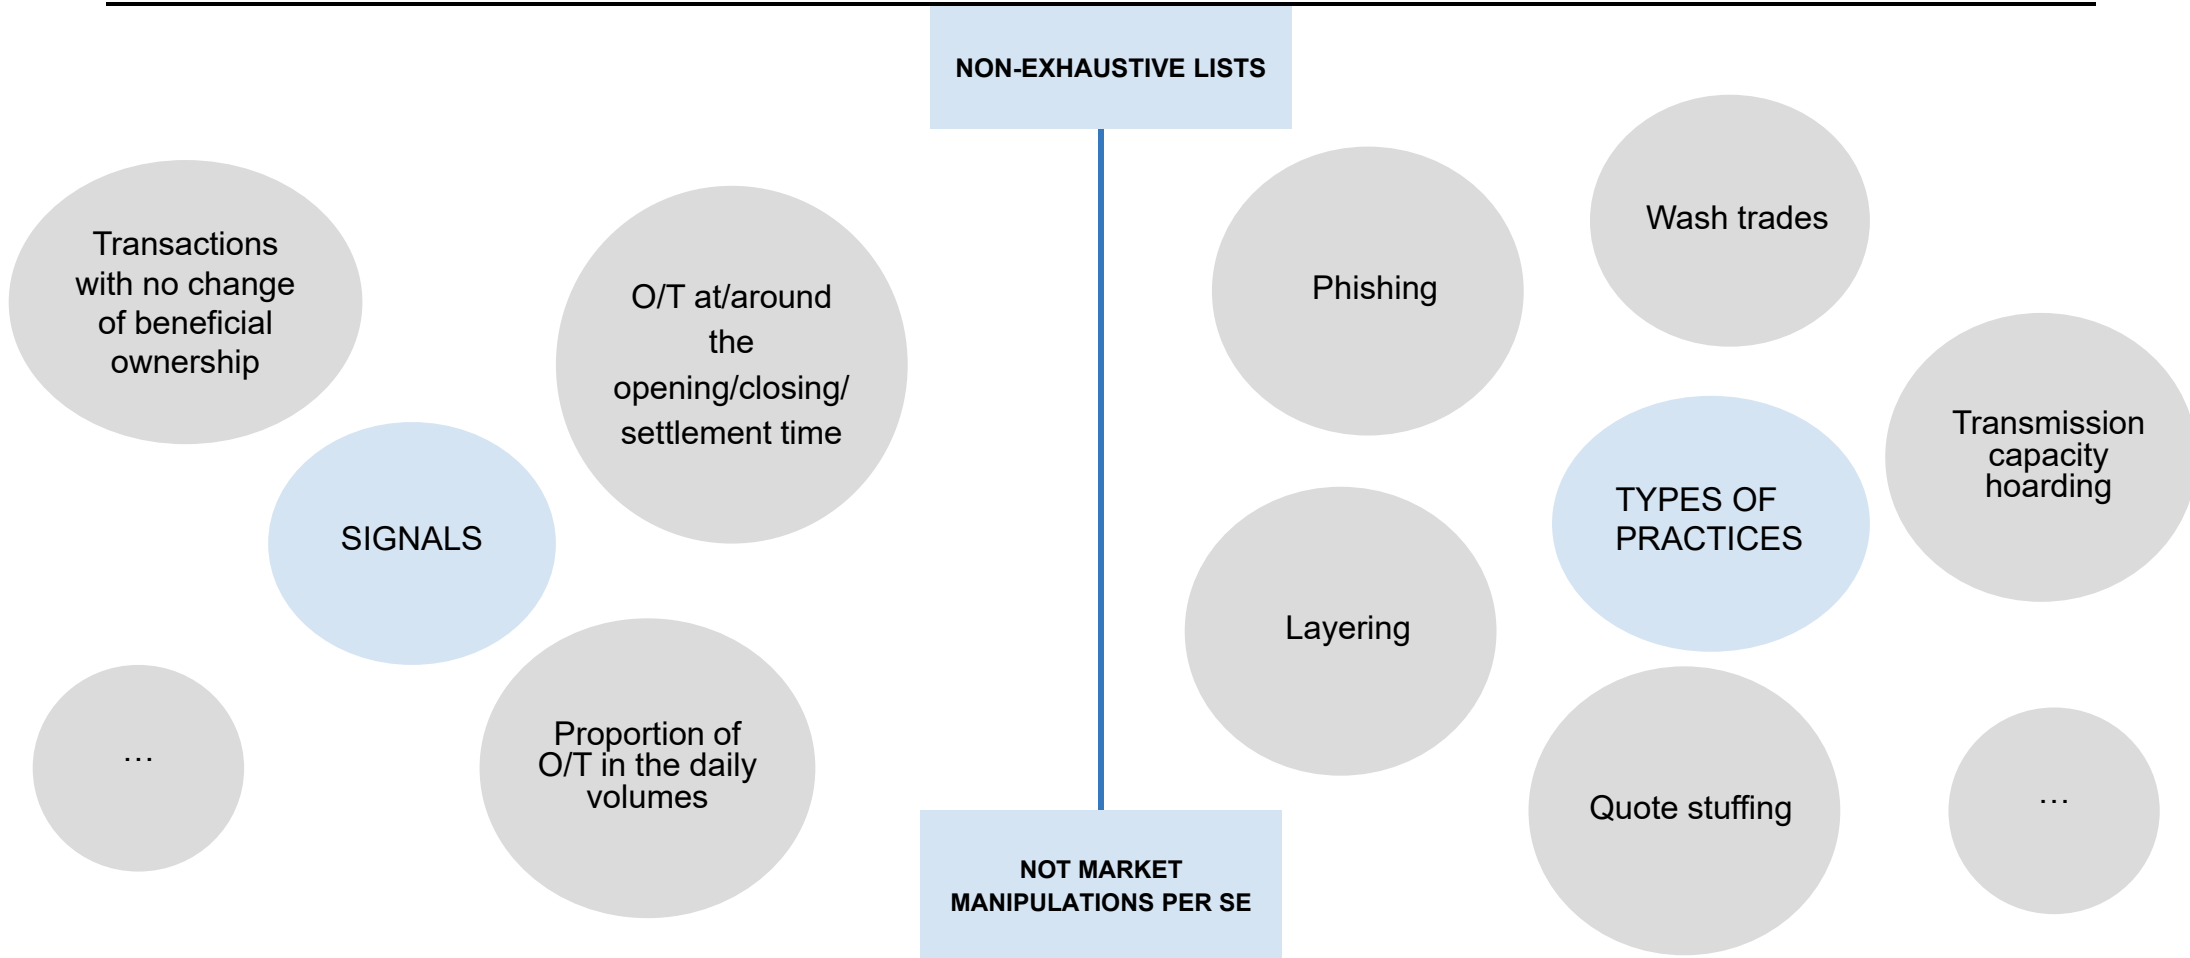 NON-EXHAUSTIVE LISTS
Transactions
with no change
of beneficial
ownership
O/T at/around
the
opening/closing/
settlement time
SIGNALS
…
Proportion of
O/T in the daily
volumes
Phishing
Wash trades
Transmission
capacity
hoarding
TYPES OF
PRACTICES
Layering
Quote stuffing
…
NOT MARKET
MANIPULATIONS PER SE